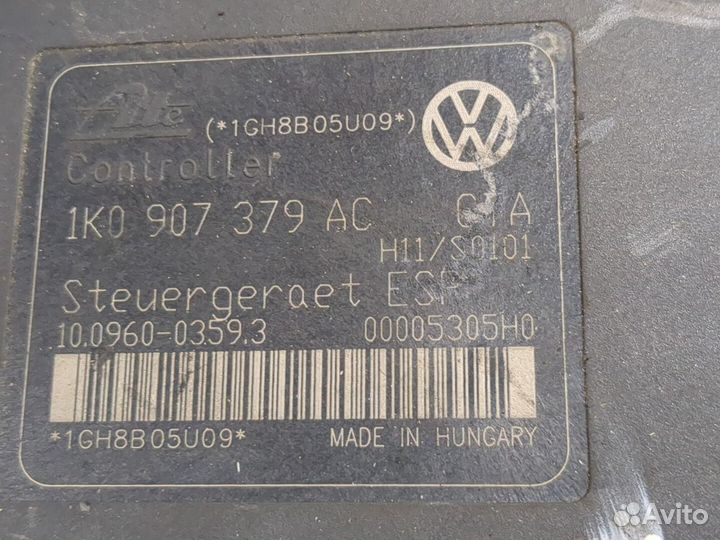 Ate (*1GH8B05U09*)
Controller
1K0 907 379 AC
H11/S0101
Steuergeraet ESP
10.0960-0359.3 00005305H0
*1GH8B05U09* MADE IN HUNGARY
Avito